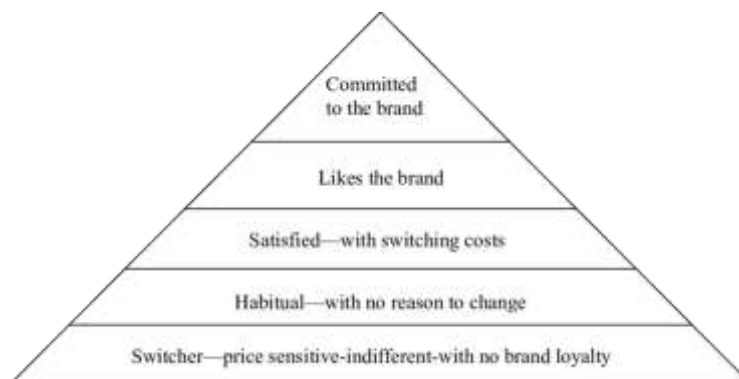 Committed
to the brand
Likes the brand
Satisfied—with switching costs
Habitual—with no reason to change
Switcher—price sensitive-indifferent-with no brand loyalty